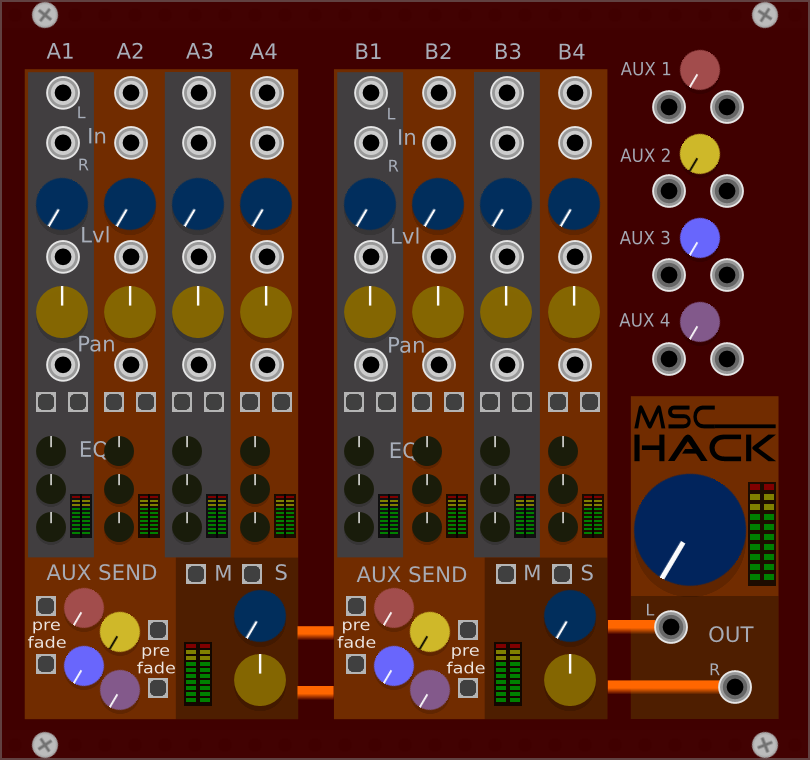 A1 A2 A3 A4 B1 B2 B3 B4
AUX 1
L
In
R
L
In
R
AUX 2
Lvl
Lvl
AUX 3
AUX 4
Pan
Pan
EQ
EQ
MSC
HACK
AUX SEND
M
S
pre
fade
pre
fade
AUX SEND
M
S
pre
fade
pre
fade
L
OUT
R